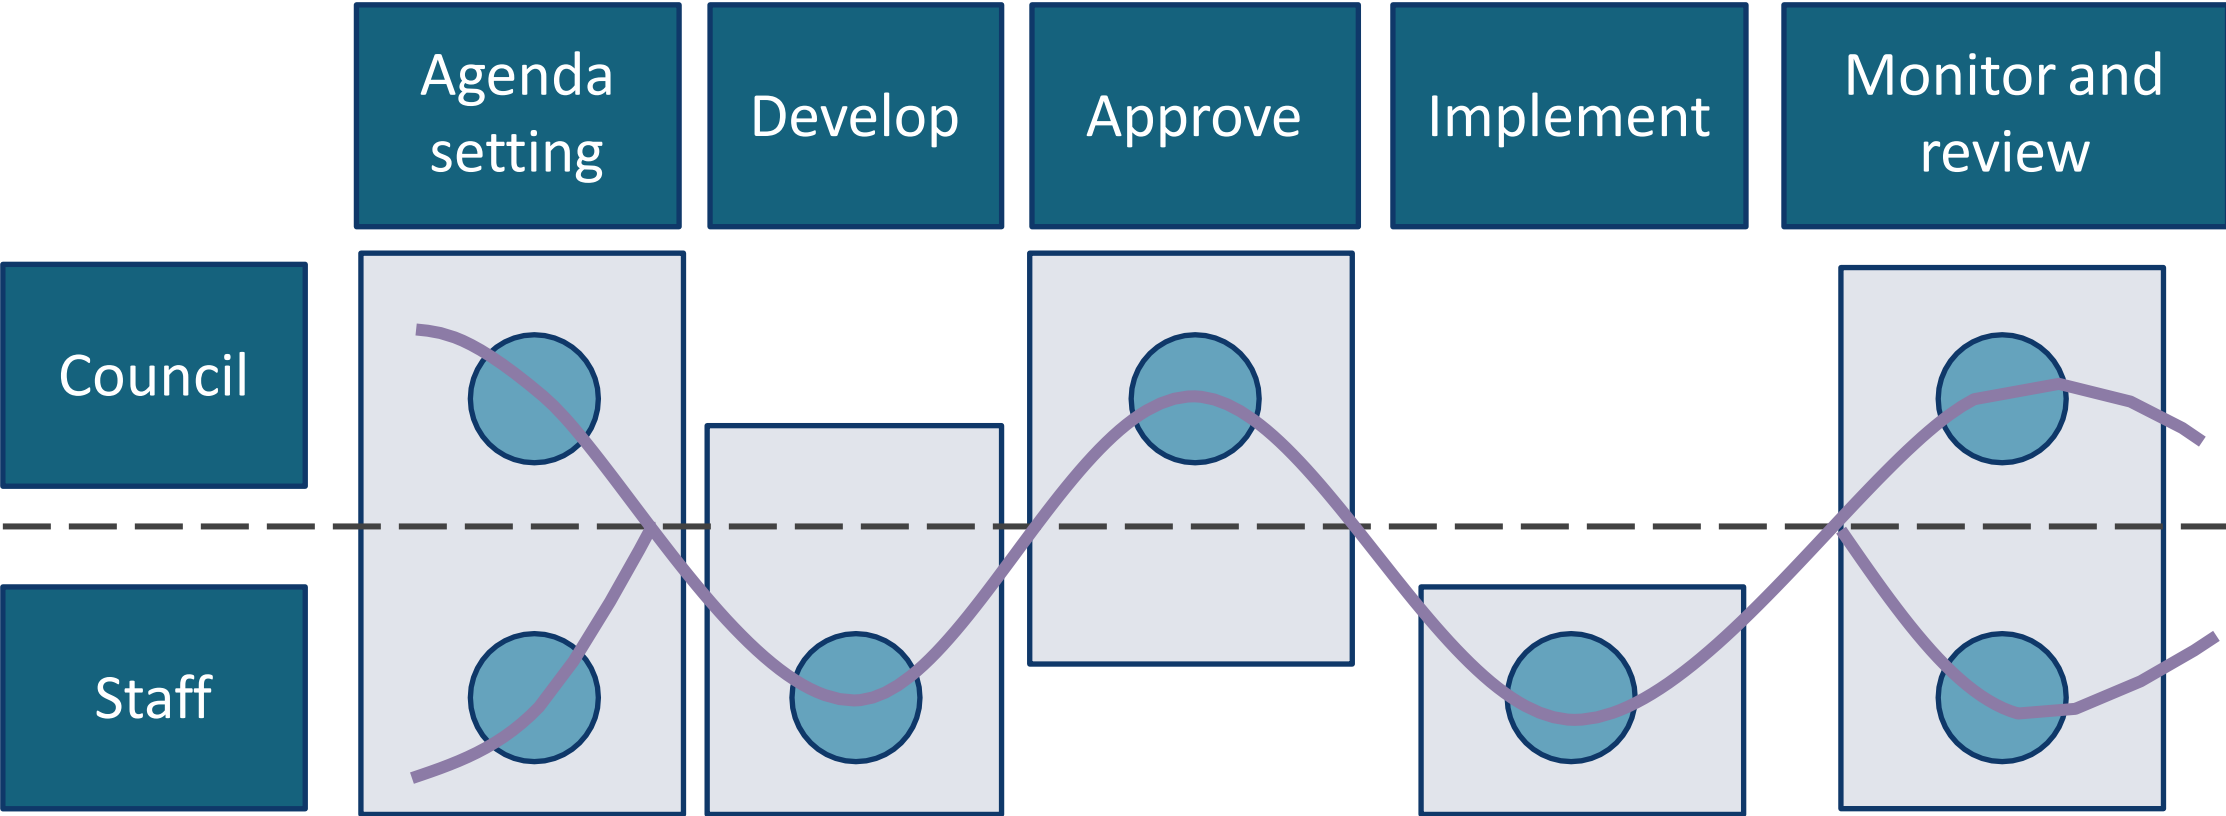 Agenda
setting
Develop
Approve
Implement
Monitor and
review
Council
Staff